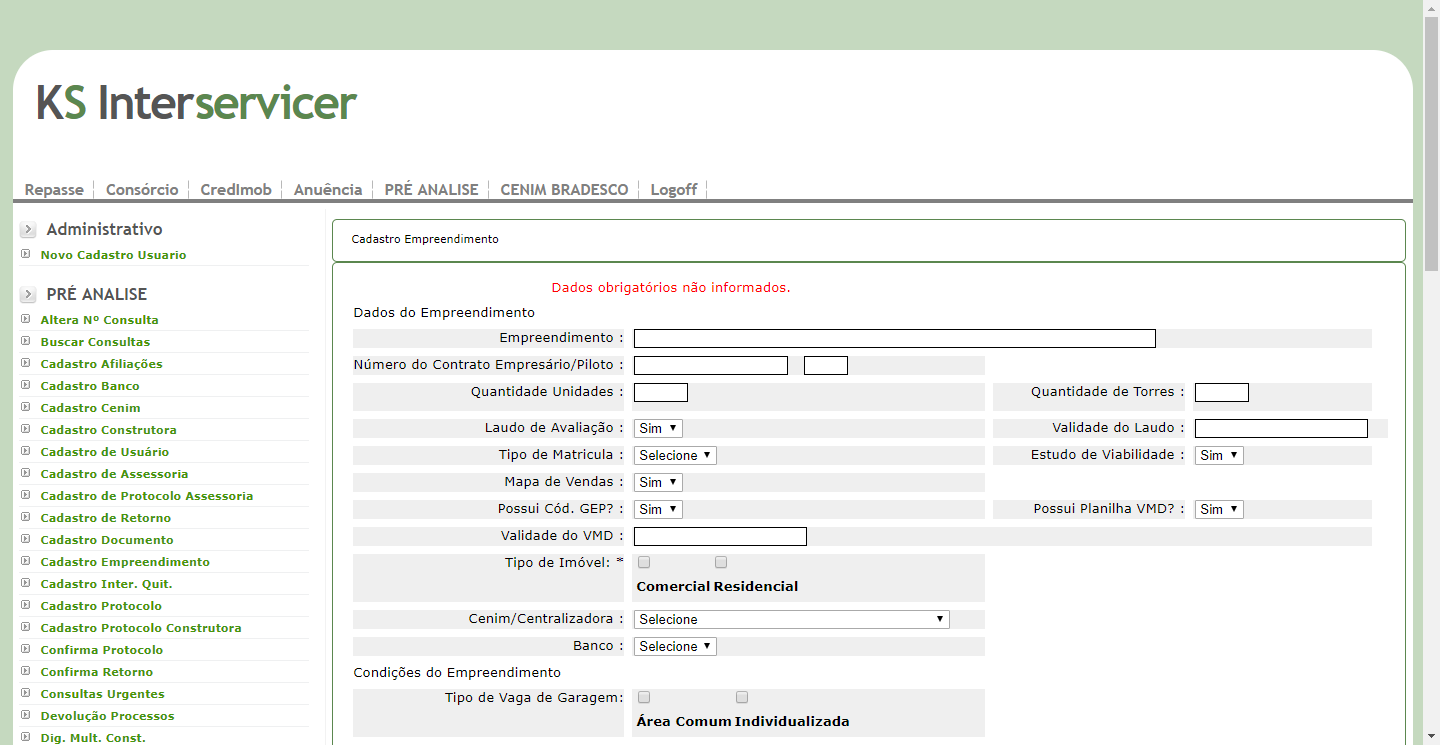 KS Interservicer
Repasse Consórcio CredImob Anuência PRÉ ANALISE CENIM BRADESCO Logoff
Administrativo
Novo Cadastro Usuario
PRÉ ANALISE
Altera Nº Consulta
Buscar Consultas
Cadastro Afiliações
Cadastro Banco
Cadastro Cenim
Cadastro Construtora
Cadastro de Usuário
Cadastro de Assessoria
Cadastro de Protocolo Assessoria
Cadastro de Retorno
Cadastro Documento
Cadastro Empreendimento
Cadastro Inter. Quit.
Cadastro Protocolo
Cadastro Protocolo Construtora
Confirma Protocolo
Confirma Retorno
Consultas Urgentes
Devolução Processos
Dig. Mult. Const.
Cadastro Empreendimento
Dados obrigatórios não informados.
Dados do Empreendimento
Empreendimento :
Número do Contrato Empresário/Piloto :
Quantidade Unidades : Quantidade de Torres :
Laudo de Avaliação : Sim Validade do Laudo :
Tipo de Matricula : Selecione Estudo de Viabilidade : Sim
Mapa de Vendas : Sim
Possui Cód. GEP? : Sim Possui Planilha VMD? : Sim
Validade do VMD :
Tipo de Imóvel: *
Comercial Residencial
Cenim/Centralizadora : Selecione
Banco : Selecione
Condições do Empreendimento
Tipo de Vaga de Garagem:
Área Comum Individualizada